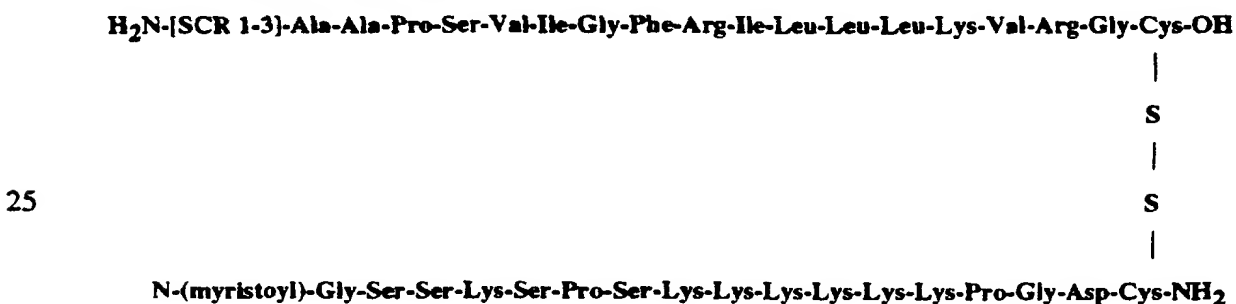 H₂N-[SCR 1-3]-Ala-Ala-Pro-Ser-Val-Ile-Gly-Phe-Arg-Ile-Leu-Leu-Leu-Lys-Val-Arg-Gly-Cys-OH
|
S
|
25 S
|
N-(myristoyl)-Gly-Ser-Ser-Lys-Ser-Pro-Ser-Lys-Lys-Lys-Lys-Lys-Lys-Pro-Gly-Asp-Cys-NH₂